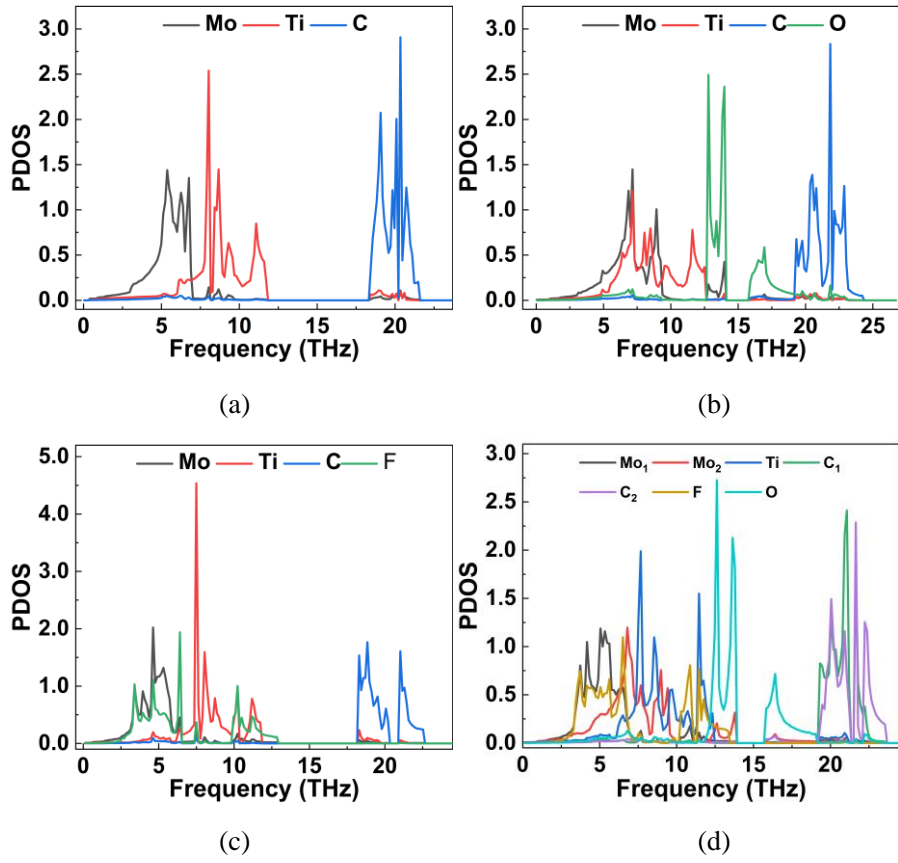 Mo Ti C
3.0
2.5
2.0
1.5
1.0
0.5
0.0
PDOS
0 5 10 15 20
Frequency (THz)
(a)
Mo Ti C O
3.0
2.5
2.0
1.5
1.0
0.5
0.0
PDOS
0 5 10 15 20 25
Frequency (THz)
(b)
Mo Ti C F
5.0
4.0
3.0
2.0
1.0
0.0
PDOS
0 5 10 15 20
Frequency (THz)
(c)
Mo₁ Mo₂ Ti C₁
C₂ F O
3.0
2.5
2.0
1.5
1.0
0.5
0.0
PDOS
0 5 10 15 20
Frequency (THz)
(d)